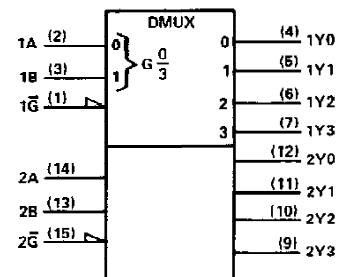 DMUX
1A (2) 0 0 (4) 1Y0
1B (3) 1 G 0/3 1 (5) 1Y1
1G̅ (1) 2 (6) 1Y2
3 (7) 1Y3
(12) 2Y0
2A (14) (11) 2Y1
2B (13) (10) 2Y2
2G̅ (15) (9) 2Y3